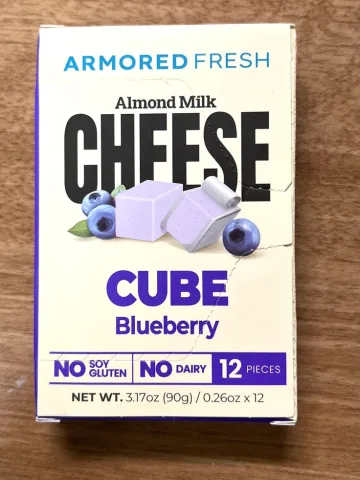 ARMORED FRESH
Almond Milk
CHEESE
CUBE
Blueberry
NO SOY GLUTEN NO DAIRY 12 PIECES
NET WT. 3.17oz (90g) / 0.26oz x 12